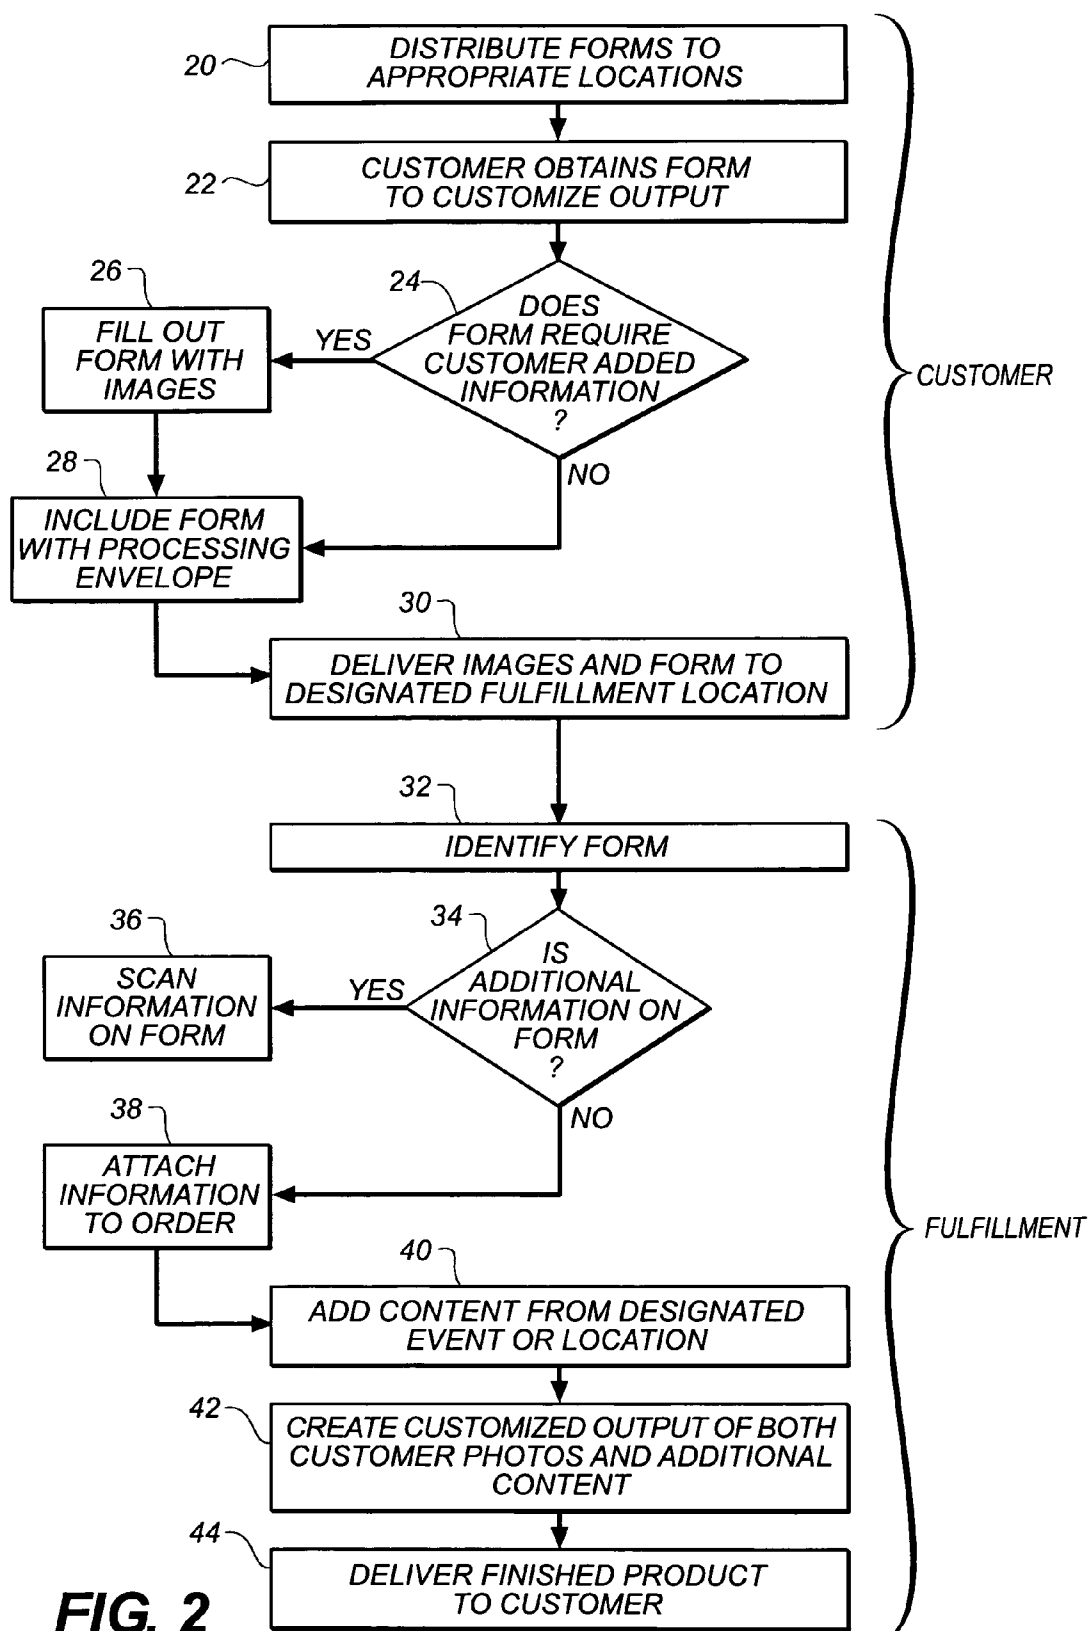 20
DISTRIBUTE FORMS TO
APPROPRIATE LOCATIONS
22
CUSTOMER OBTAINS FORM
TO CUSTOMIZE OUTPUT
24
DOES
FORM REQUIRE
CUSTOMER ADDED
INFORMATION
?
YES
NO
26
FILL OUT
FORM WITH
IMAGES
28
INCLUDE FORM
WITH PROCESSING
ENVELOPE
30
DELIVER IMAGES AND FORM TO
DESIGNATED FULFILLMENT LOCATION
CUSTOMER
32
IDENTIFY FORM
34
IS
ADDITIONAL
INFORMATION ON
FORM
?
YES
NO
36
SCAN
INFORMATION
ON FORM
38
ATTACH
INFORMATION
TO ORDER
40
ADD CONTENT FROM DESIGNATED
EVENT OR LOCATION
42
CREATE CUSTOMIZED OUTPUT OF BOTH
CUSTOMER PHOTOS AND ADDITIONAL
CONTENT
44
DELIVER FINISHED PRODUCT
TO CUSTOMER
FULFILLMENT
FIG. 2